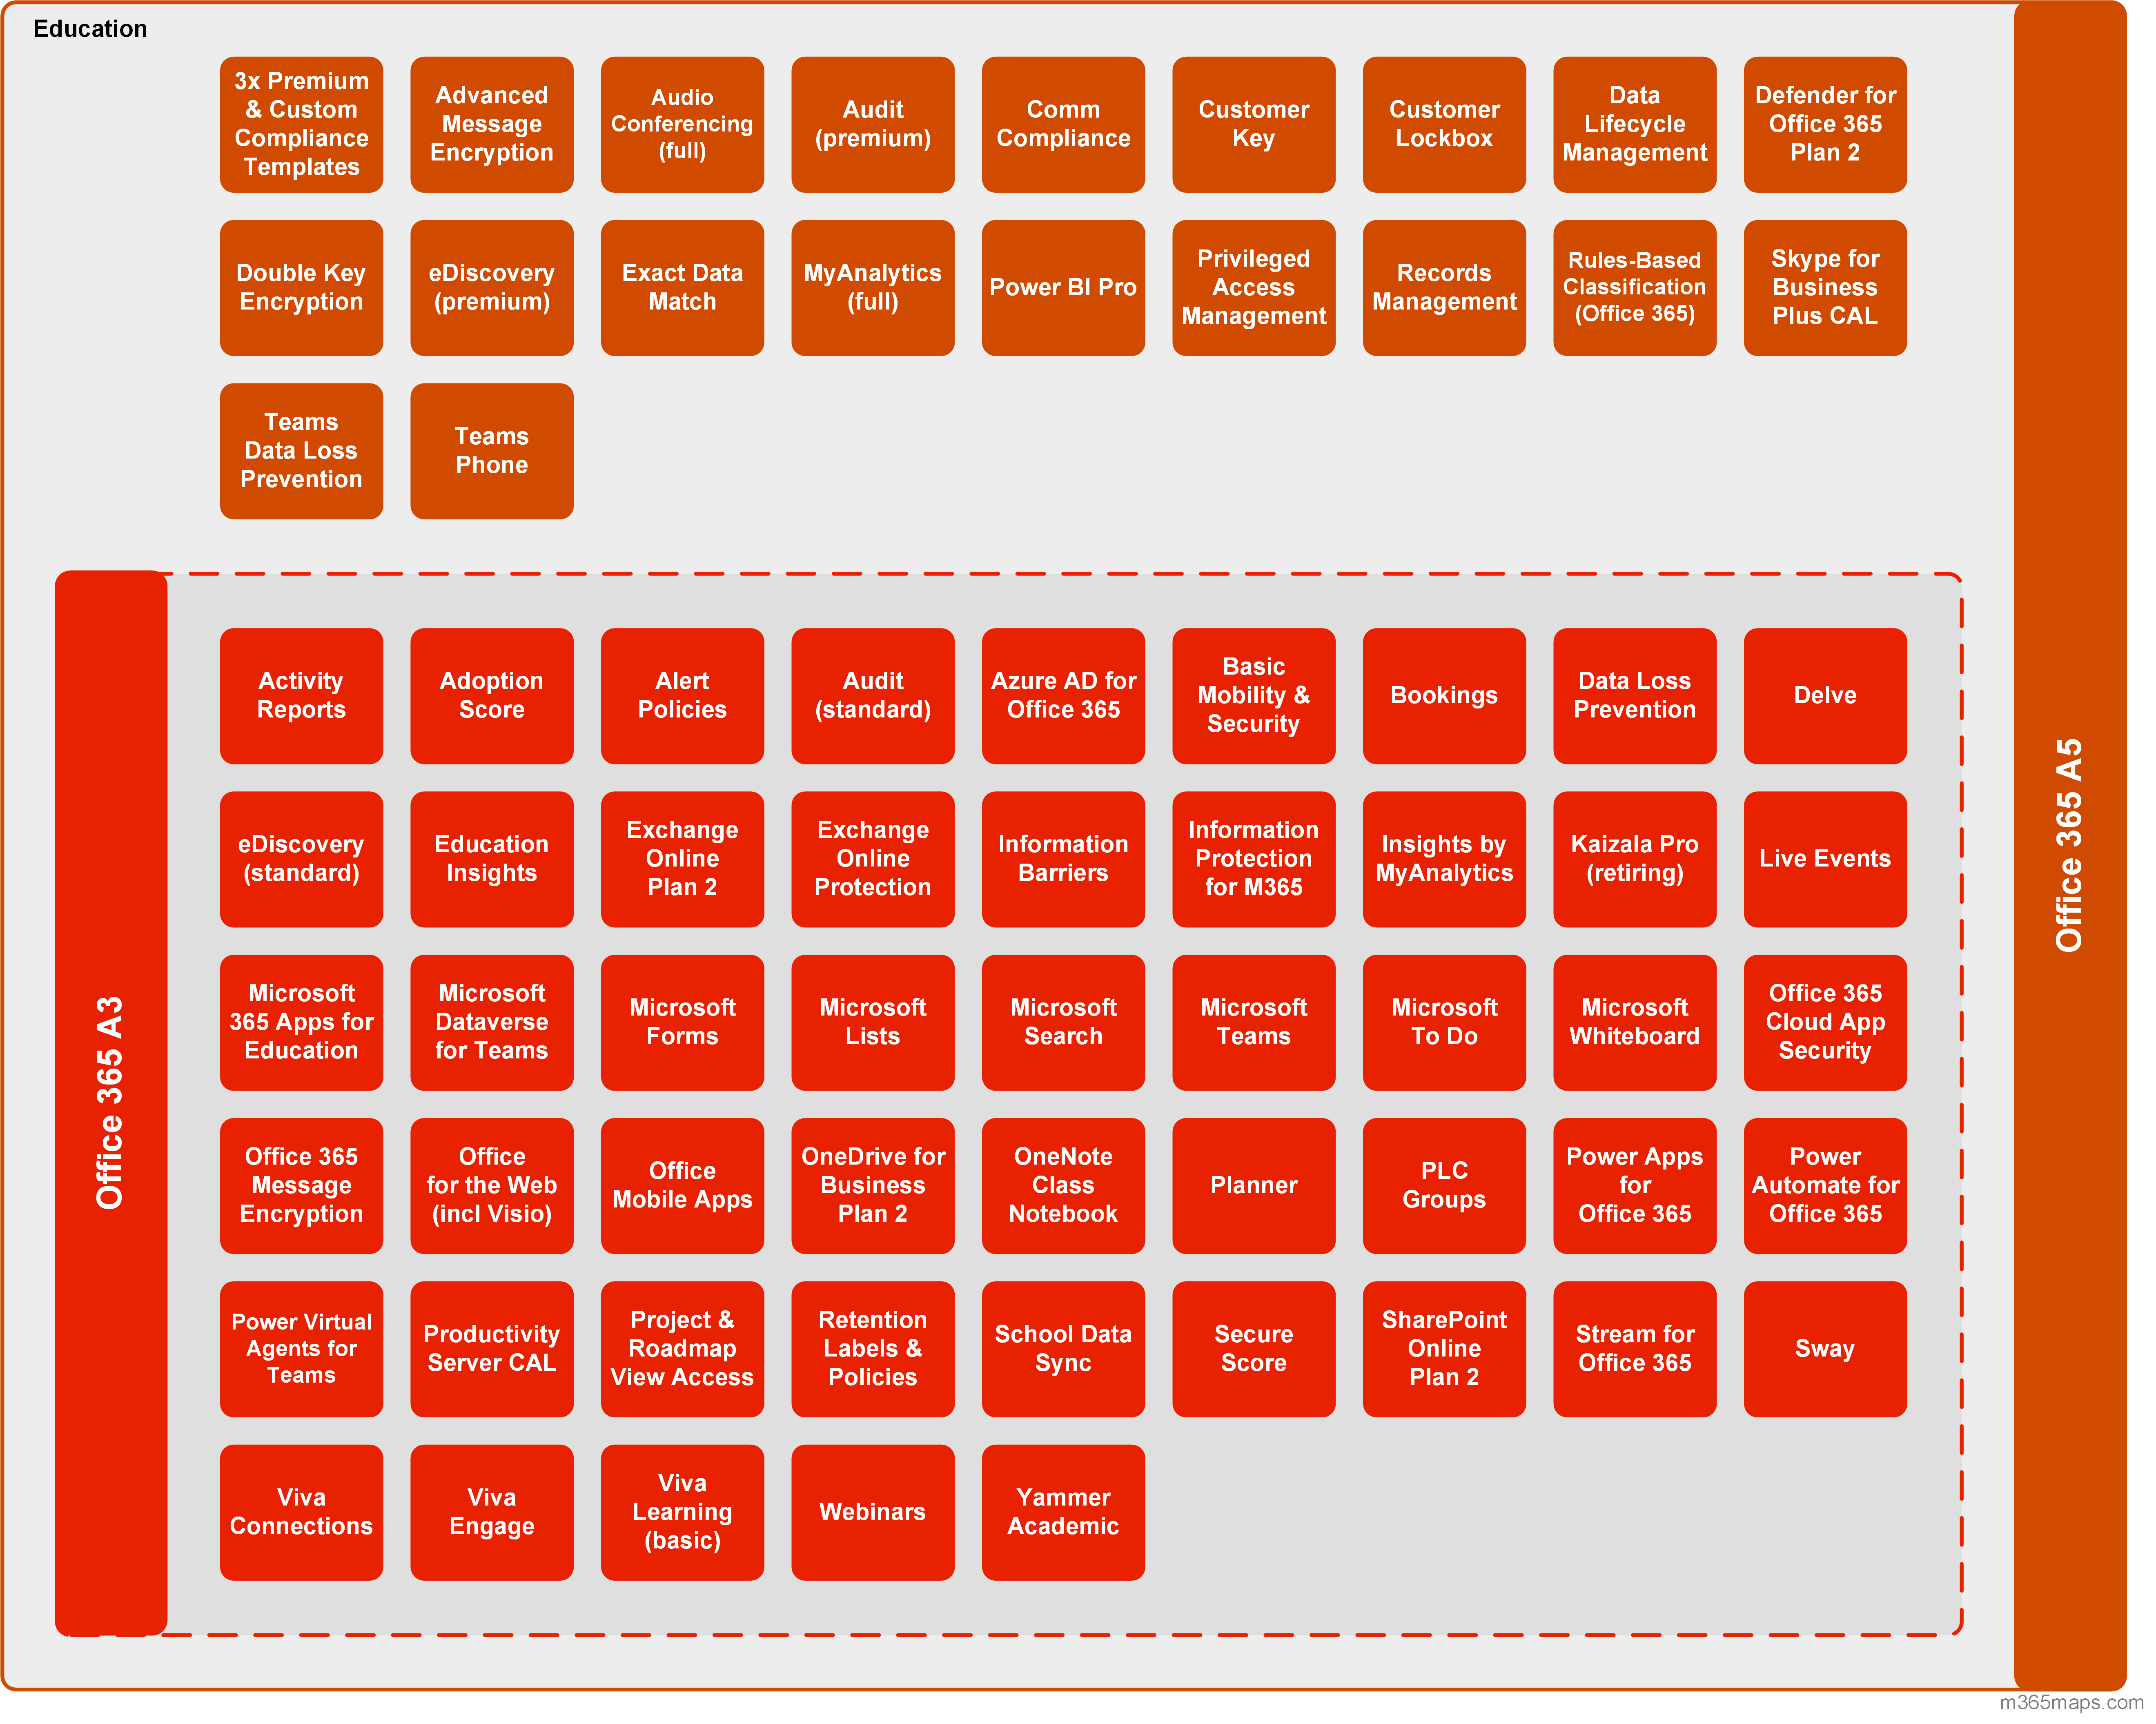 Education
3x Premium
& Custom
Compliance
Templates
Advanced
Message
Encryption
Audio
Conferencing
(full)
Audit
(premium)
Comm
Compliance
Customer
Key
Customer
Lockbox
Data
Lifecycle
Management
Defender for
Office 365
Plan 2
Double Key
Encryption
eDiscovery
(premium)
Exact Data
Match
MyAnalytics
(full)
Power BI Pro
Privileged
Access
Management
Records
Management
Rules-Based
Classification
(Office 365)
Skype for
Business
Plus CAL
Teams
Data Loss
Prevention
Teams
Phone
Office 365 A5
Office 365 A3
Activity
Reports
Adoption
Score
Alert
Policies
Audit
(standard)
Azure AD for
Office 365
Basic
Mobility &
Security
Bookings
Data Loss
Prevention
Delve
eDiscovery
(standard)
Education
Insights
Exchange
Online
Plan 2
Exchange
Online
Protection
Information
Barriers
Information
Protection
for M365
Insights by
MyAnalytics
Kaizala Pro
(retiring)
Live Events
Microsoft
365 Apps for
Education
Microsoft
Dataverse
for Teams
Microsoft
Forms
Microsoft
Lists
Microsoft
Search
Microsoft
Teams
Microsoft
To Do
Microsoft
Whiteboard
Office 365
Cloud App
Security
Office 365
Message
Encryption
Office
for the Web
(incl Visio)
Office
Mobile Apps
OneDrive for
Business
Plan 2
OneNote
Class
Notebook
Planner
PLC
Groups
Power Apps
for
Office 365
Power
Automate for
Office 365
Power Virtual
Agents for
Teams
Productivity
Server CAL
Project &
Roadmap
View Access
Retention
Labels &
Policies
School Data
Sync
Secure
Score
SharePoint
Online
Plan 2
Stream for
Office 365
Sway
Viva
Connections
Viva
Engage
Viva
Learning
(basic)
Webinars
Yammer
Academic
m365maps.com